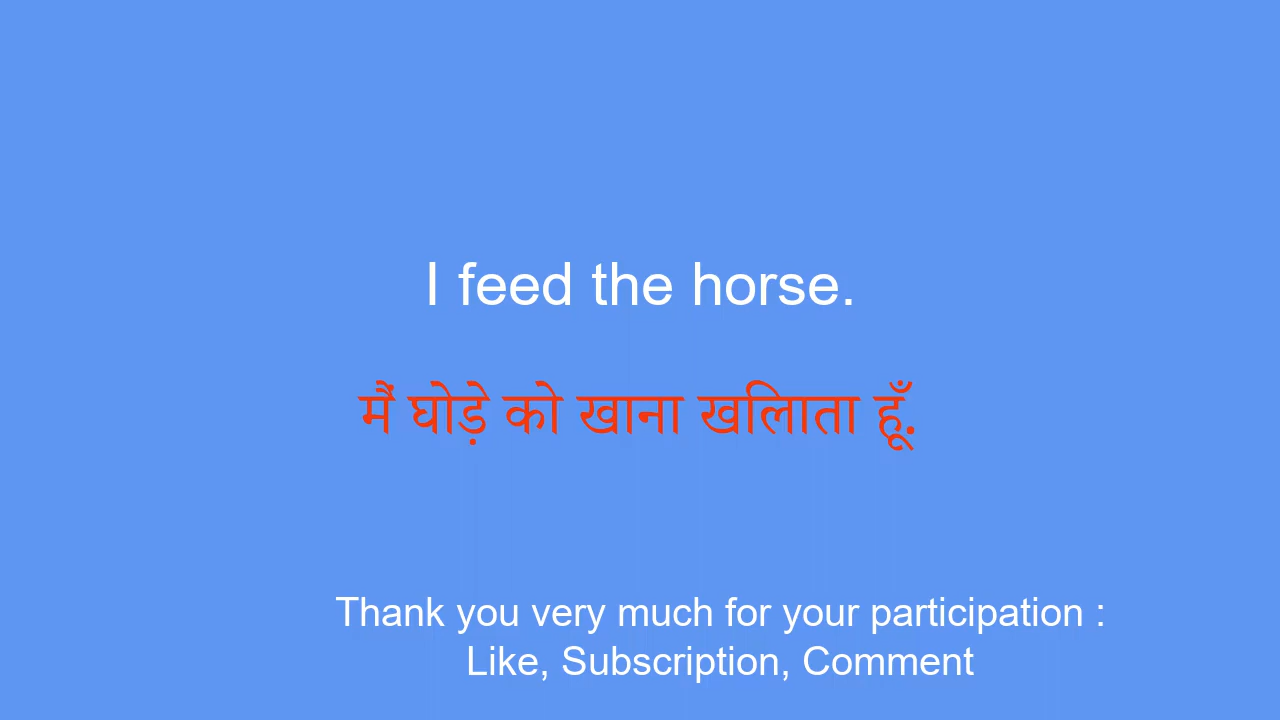 I feed the horse.
मैं घोड़े को खाना खिलाता हूँ.
Thank you very much for your participation :
Like, Subscription, Comment